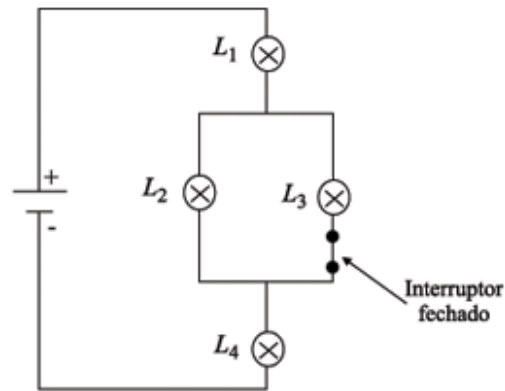 L₁
+
-
L₂
L₃
Interruptor
fechado
L₄